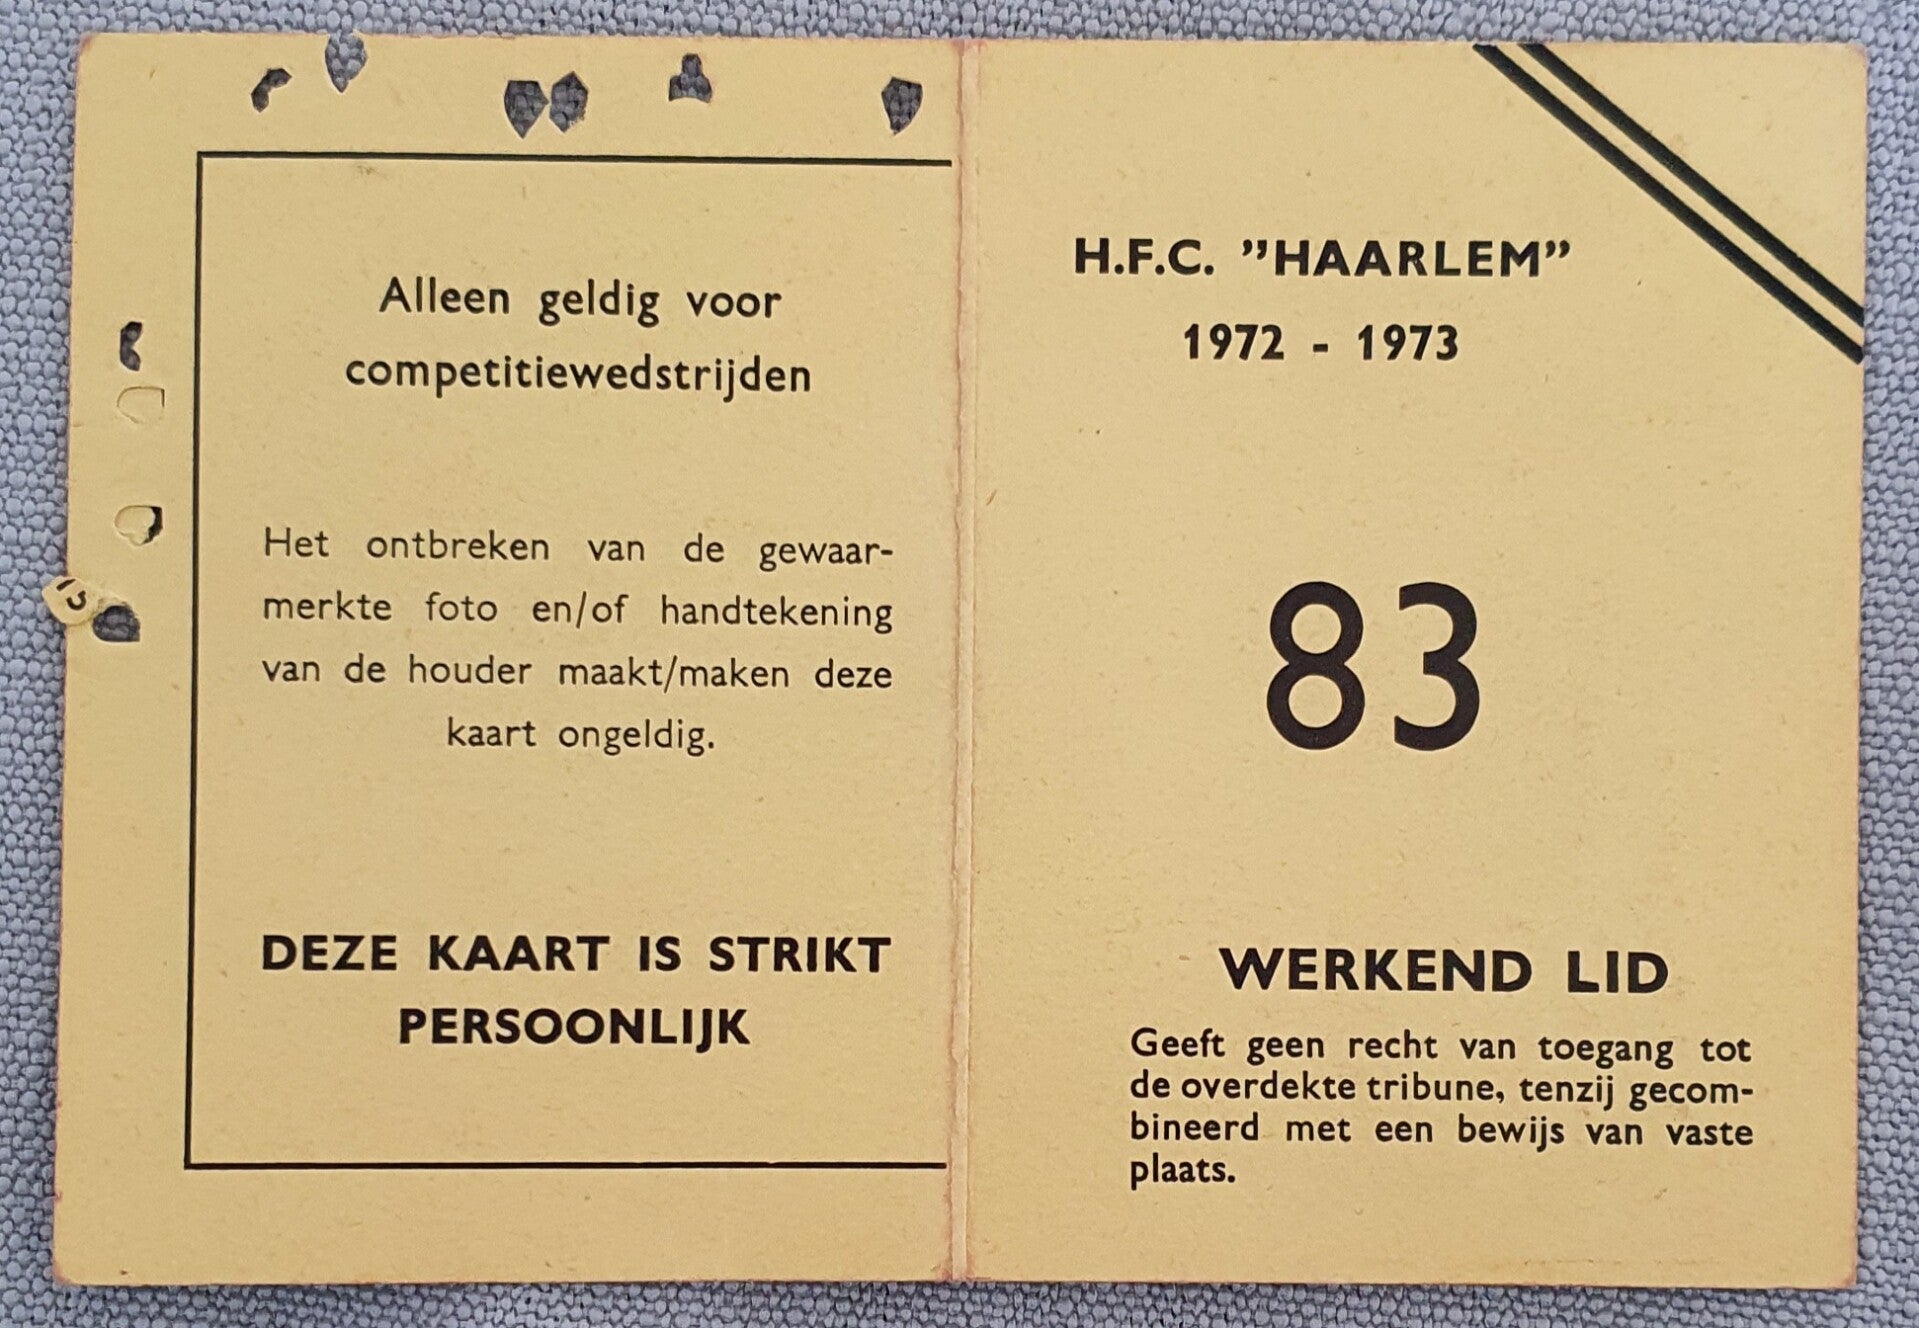 Alleen geldig voor
competitiewedstrijden
Het ontbreken van de gewaar-
merkte foto en/of handtekening
van de houder maakt/maken deze
kaart ongeldig.
DEZE KAART IS STRIKT
PERSOONLIJK
15
H.F.C. ”HAARLEM”
1972 - 1973
83
WERKEND LID
Geeft geen recht van toegang tot
de overdekte tribune, tenzij gecom-
bineerd met een bewijs van vaste
plaats.